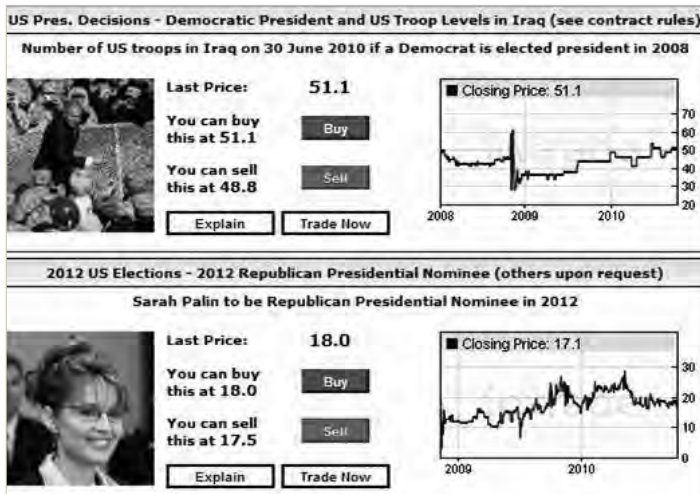 US Pres. Decisions - Democratic President and US Troop Levels in Iraq (see contract rules)
Number of US troops in Iraq on 30 June 2010 if a Democrat is elected president in 2008
Last Price: 51.1
You can buy
this at 51.1
Buy
You can sell
this at 48.8
Sell
Explain Trade Now
Closing Price: 51.1
70
60
50
40
30
20
2008 2009 2010
2012 US Elections - 2012 Republican Presidential Nominee (others upon request)
Sarah Palin to be Republican Presidential Nominee in 2012
Last Price: 18.0
You can buy
this at 18.0
Buy
You can sell
this at 17.5
Sell
Explain Trade Now
Closing Price: 17.1
30
20
10
0
2009 2010